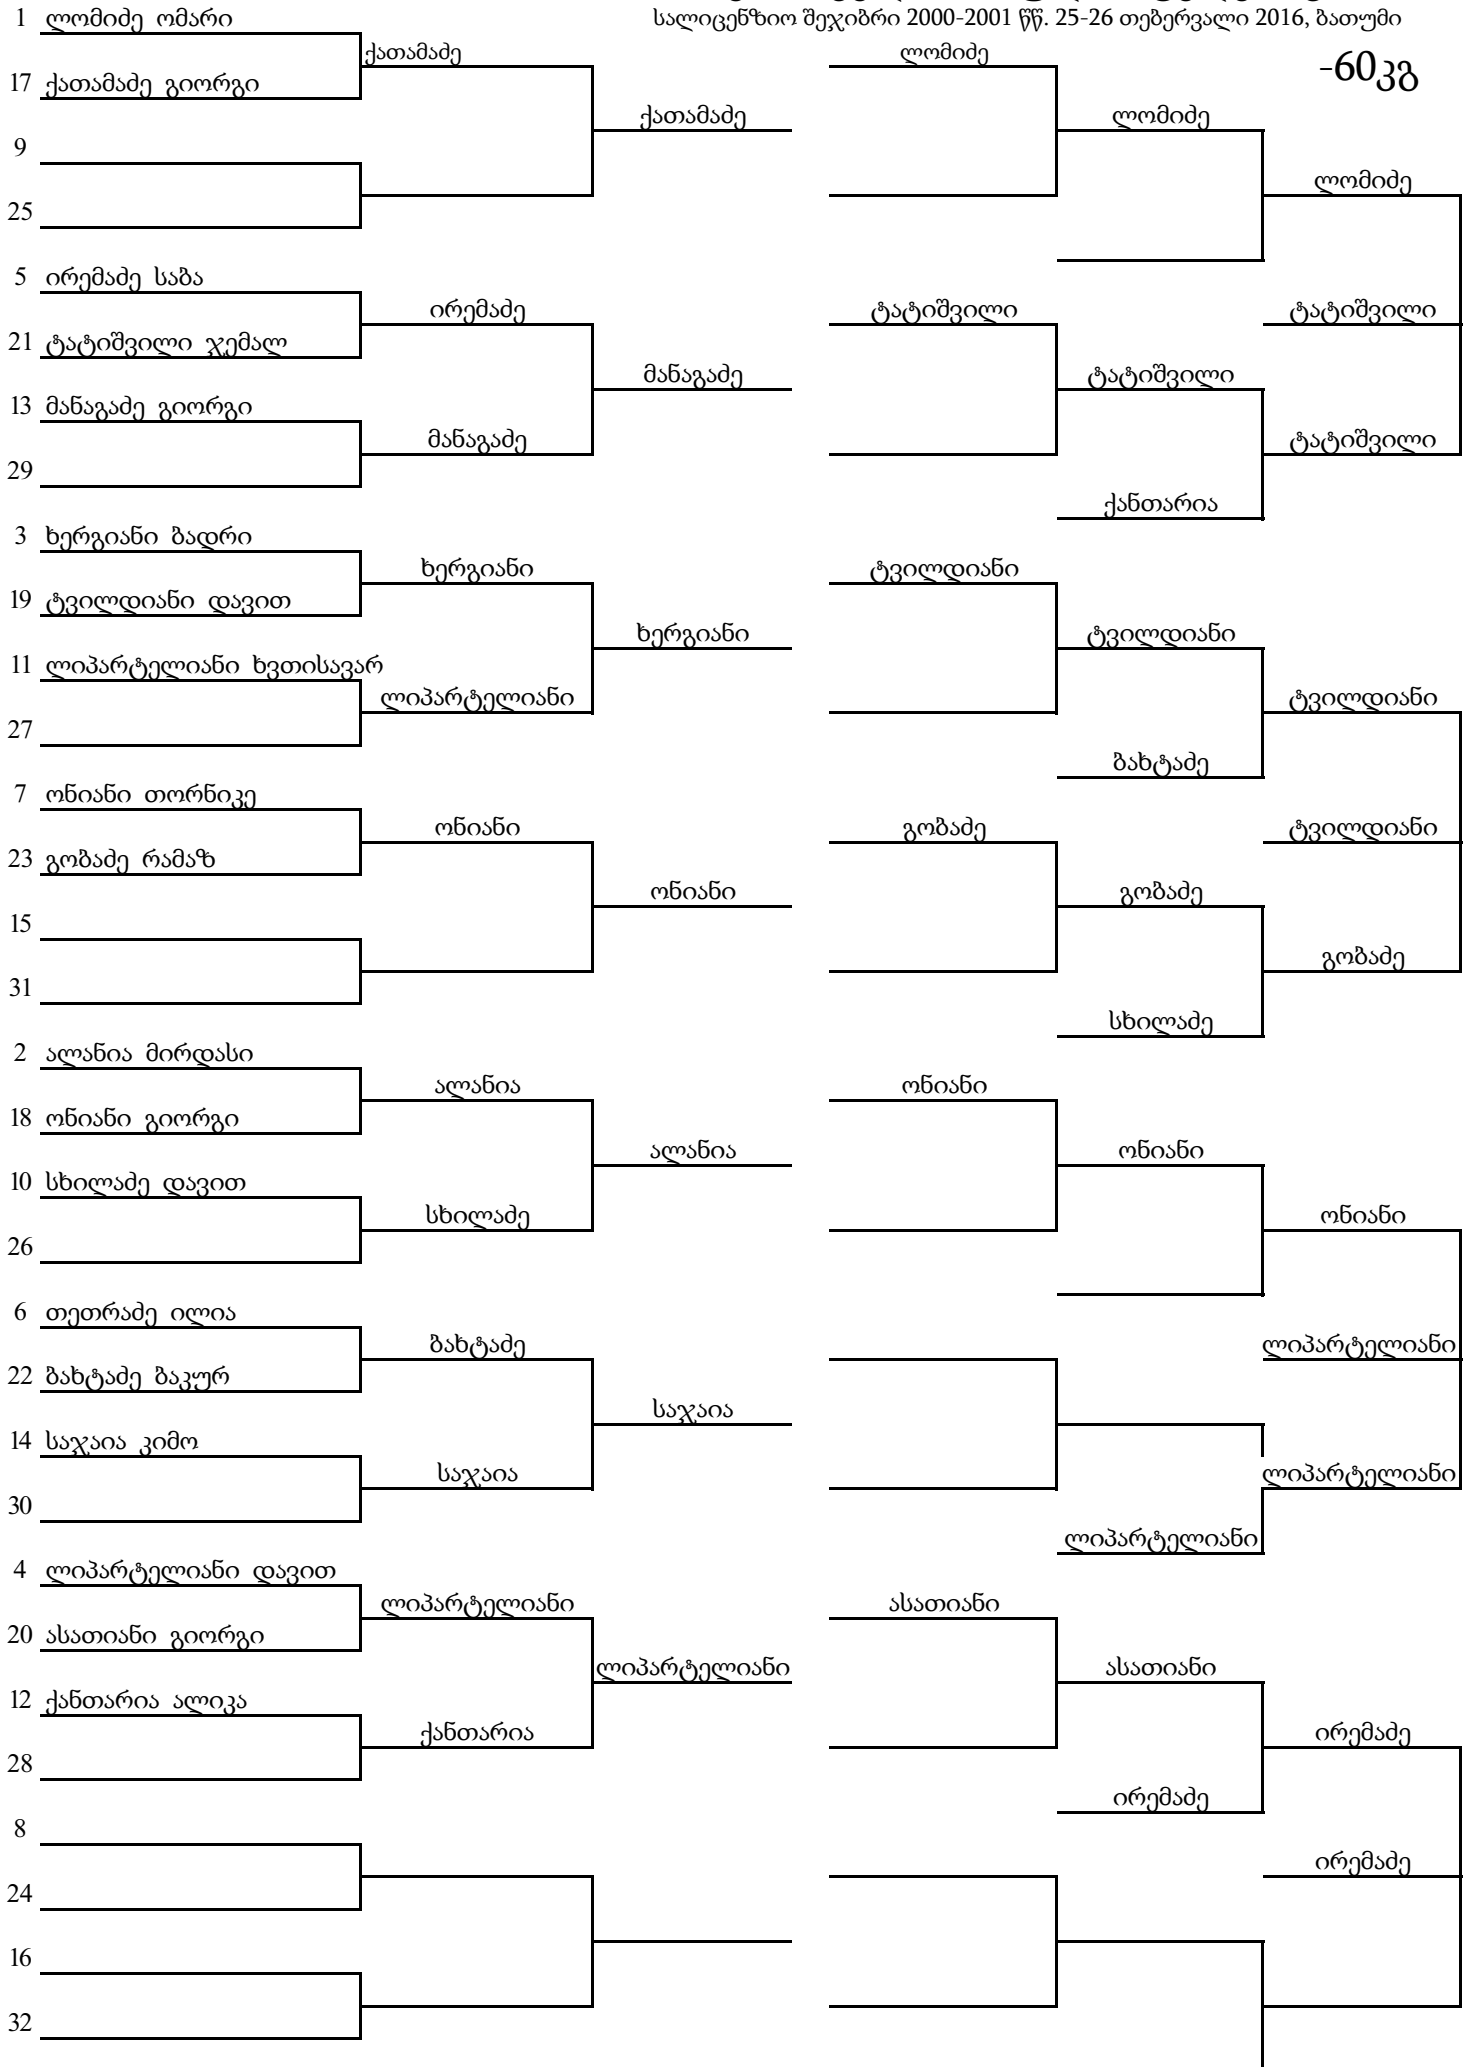 სალიცენზიო შეჯიბრი 2000-2001 წწ. 25-26 თებერვალი 2016, ბათუმი
-60კგ
1 ლომიძე ომარი
17 ქათამაძე გიორგი
9
25
5 ირემაძე საბა
21 ტატიშვილი ჯემალ
13 მანაგაძე გიორგი
29
3 ხერგიანი ბადრი
19 ტვილდიანი დავით
11 ლიპარტელიანი ხვთისავარ
27
7 ონიანი თორნიკე
23 გობაძე რამაზ
15
31
2 ალანია მირდასი
18 ონიანი გიორგი
10 სხილაძე დავით
26
6 თეთრაძე ილია
22 ბახტაძე ბაკურ
14 საჯაია კიმო
30
4 ლიპარტელიანი დავით
20 ასათიანი გიორგი
12 ქანთარია ალიკა
28
8
24
16
32
ქათამაძე
ირემაძე
მანაგაძე
ხერგიანი
ლიპარტელიანი
ონიანი
ალანია
სხილაძე
ბახტაძე
საჯაია
ლიპარტელიანი
ქანთარია
ქათამაძე
მანაგაძე
ხერგიანი
ონიანი
ალანია
საჯაია
ლიპარტელიანი
ლომიძე
ტატიშვილი
ტვილდიანი
გობაძე
ონიანი
ასათიანი
ლომიძე
ტატიშვილი
ქანთარია
ტვილდიანი
ბახტაძე
გობაძე
სხილაძე
ონიანი
ლიპარტელიანი
ასათიანი
ირემაძე
ლომიძე
ტატიშვილი
ტატიშვილი
ტვილდიანი
ტვილდიანი
გობაძე
ონიანი
ლიპარტელიანი
ლიპარტელიანი
ირემაძე
ირემაძე